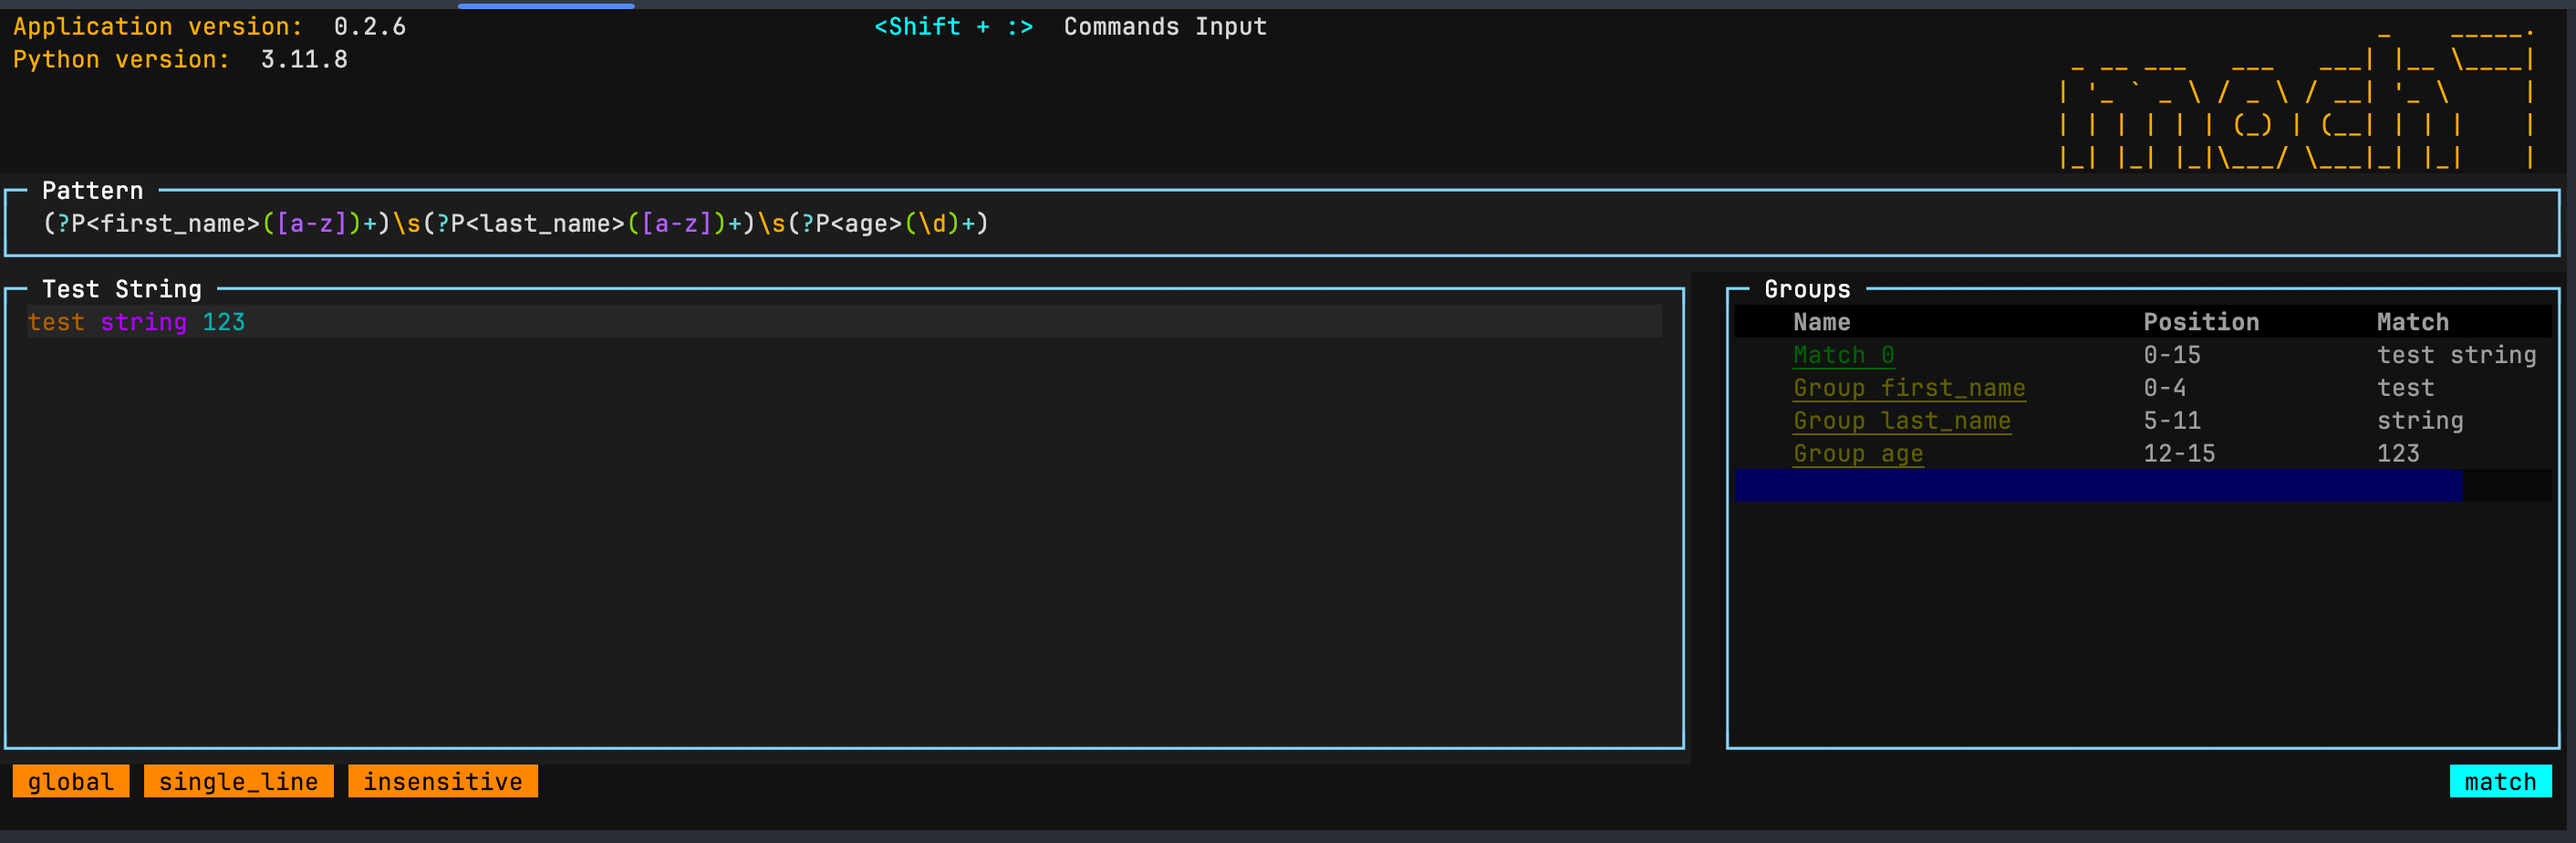 Application version: 0.2.6
<Shift + :> Commands Input
Python version: 3.11.8
moch1
Pattern
(?P<first_name>([a-z])+)\s(?P<last_name>([a-z])+)\s(?P<age>(\d)+)
Test String
test string 123
Groups
Name Position Match
Match 0 0-15 test string
Group first_name 0-4 test
Group last_name 5-11 string
Group age 12-15 123
global single_line insensitive
match